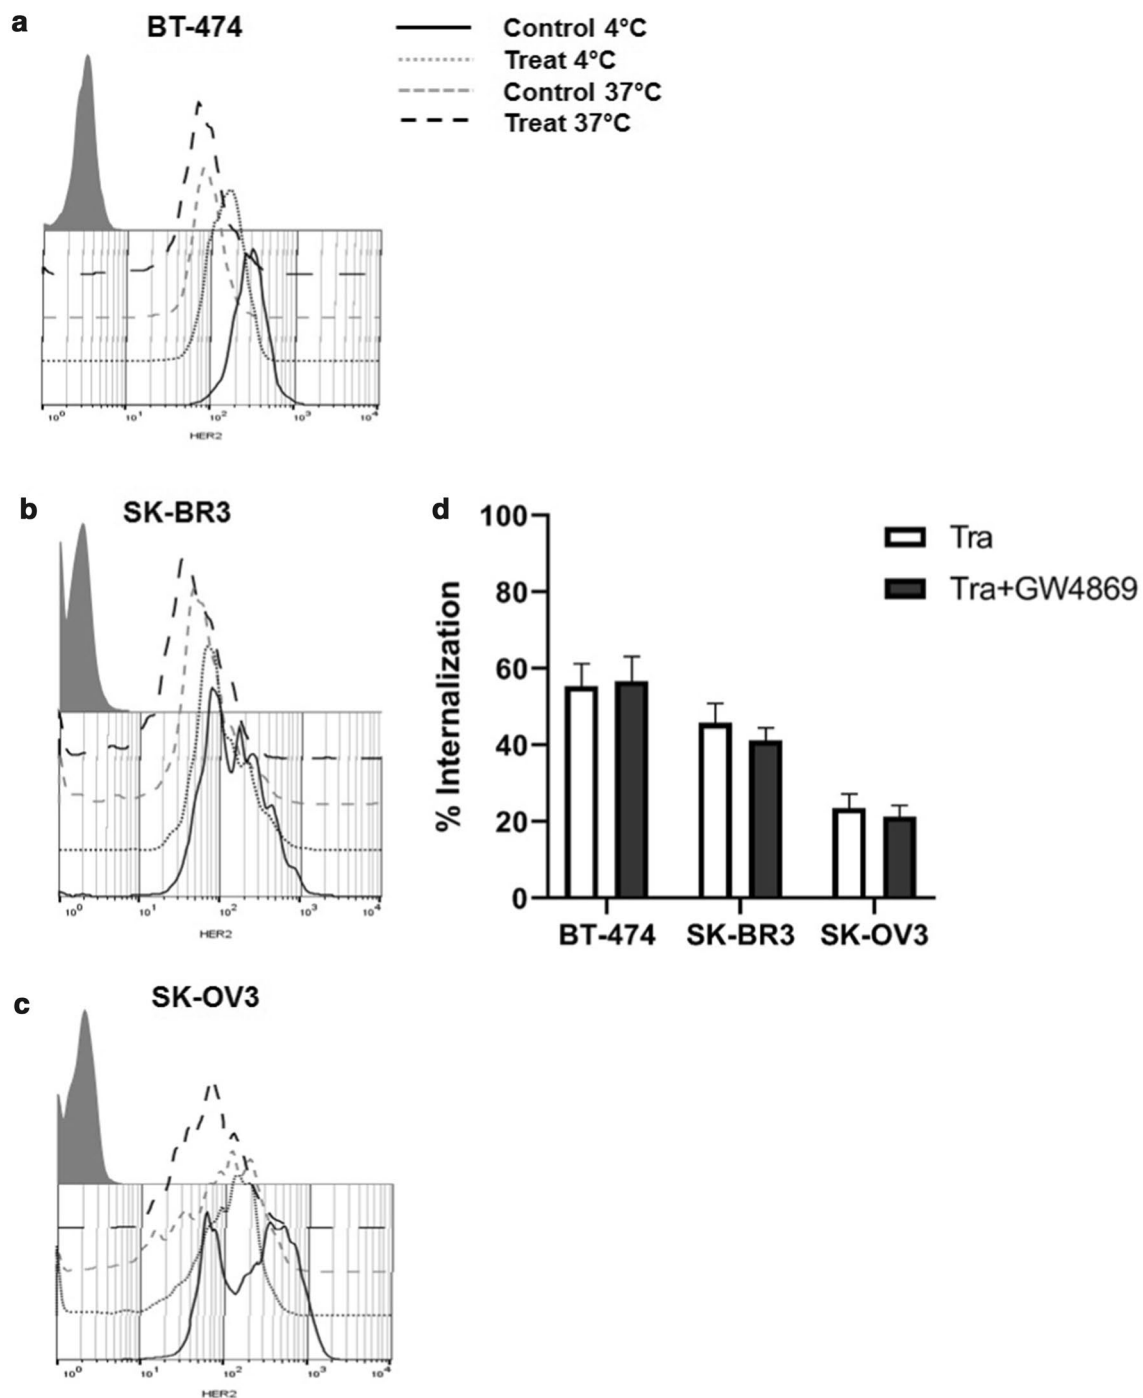 a
BT-474
Control 4°C
Treat 4°C
Control 37°C
Treat 37°C
10⁰ 10¹ 10² 10³ 10⁴
HER2
b
SK-BR3
10⁰ 10¹ 10² 10³ 10⁴
HER2
d
100
80
60
40
20
0
% Internalization
Tra
Tra+GW4869
BT-474 SK-BR3 SK-OV3
c
SK-OV3
10⁰ 10¹ 10² 10³ 10⁴
HER2